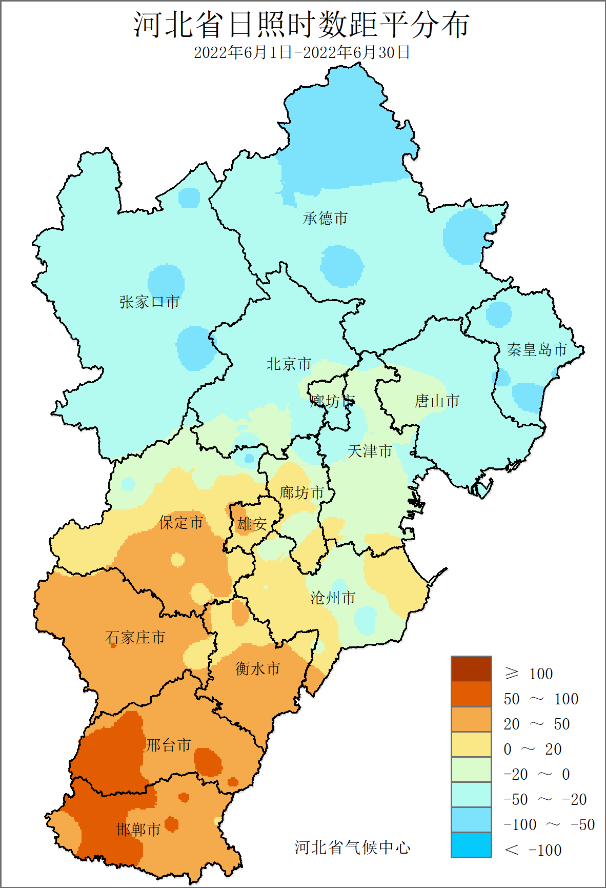 河北省日照时数距平分布
2022年6月1日-2022年6月30日
承德市
张家口市
秦皇岛市
北京市
廊坊市
唐山市
天津市
廊坊市
保定市
雄安
沧州市
石家庄市
衡水市
邢台市
邯郸市
≥ 100
50 ～ 100
20 ～ 50
0 ～ 20
-20 ～ 0
-50 ～ -20
-100 ～ -50
< -100
河北省气候中心